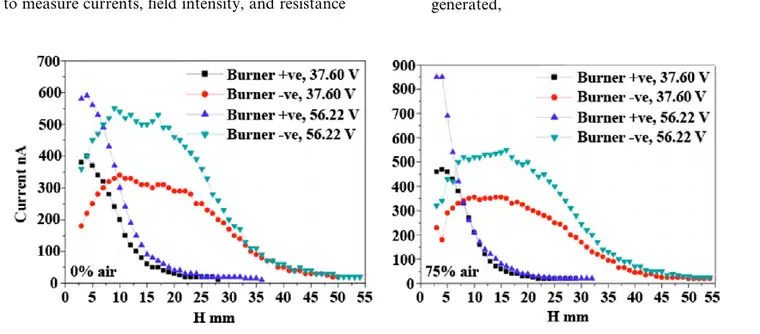 to measure currents, field intensity, and resistance
generated,
700
600
500
400
300
200
100
0
Current nA
Burner +ve, 37.60 V
Burner -ve, 37.60 V
Burner +ve, 56.22 V
Burner -ve, 56.22 V
0% air
0 5 10 15 20 25 30 35 40 45 50 55
H mm
900
800
700
600
500
400
300
200
100
0
Burner +ve, 37.60 V
Burner -ve, 37.60 V
Burner +ve, 56.22 V
Burner -ve, 56.22 V
75% air
0 5 10 15 20 25 30 35 40 45 50 55
H mm